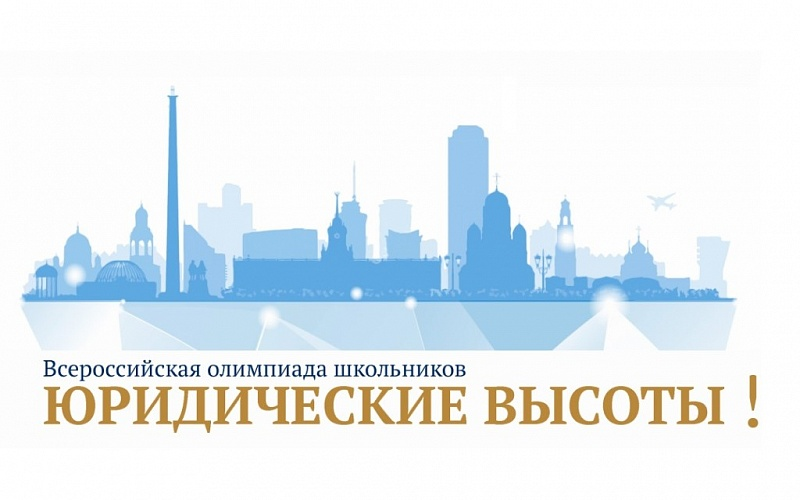 Всероссийская олимпиада школьников
ЮРИДИЧЕСКИЕ ВЫСОТЫ !